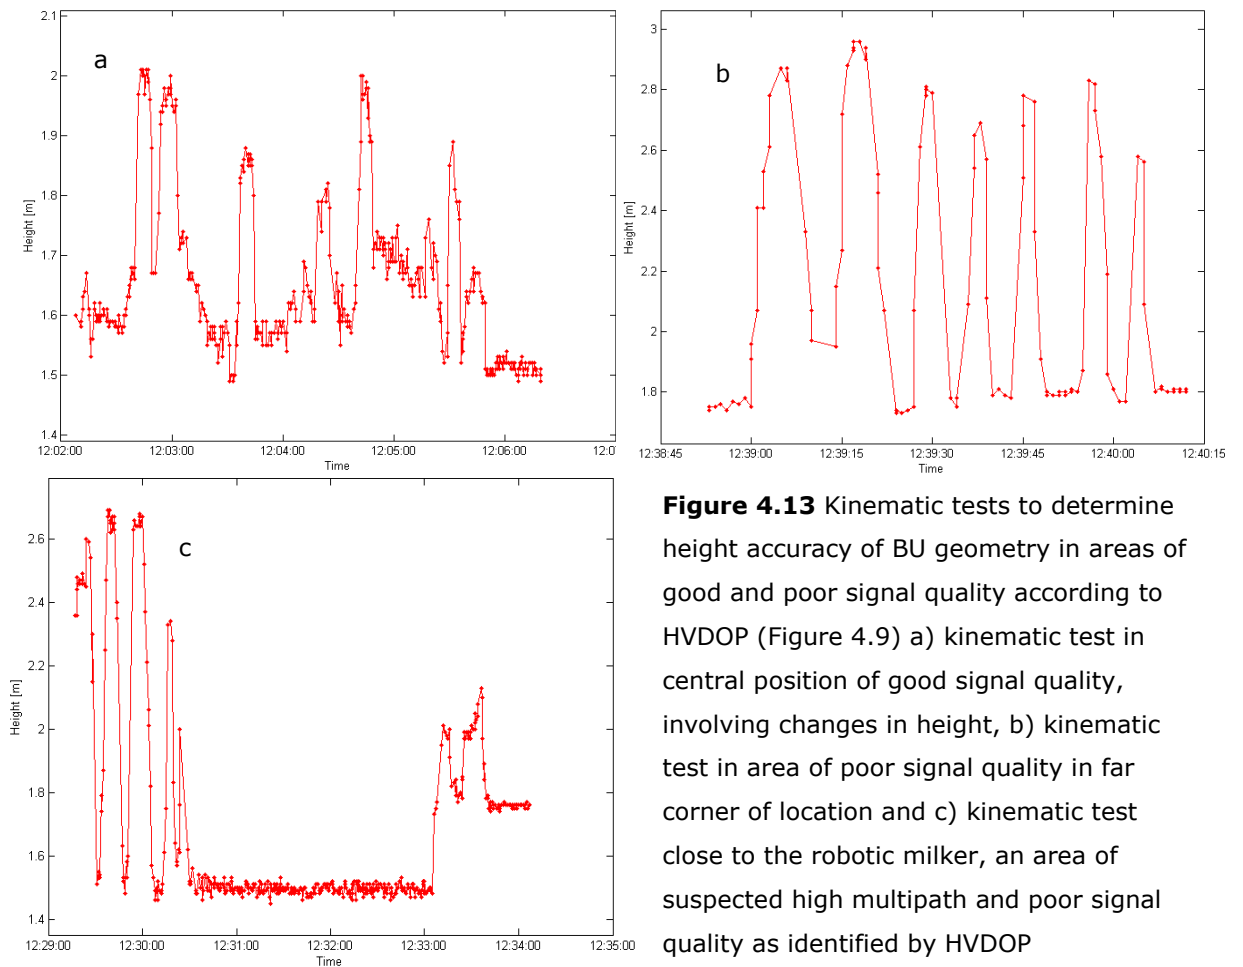 a
2.1
2
1.9
1.8
1.7
1.6
1.5
1.4
Height [m]
12:02:00 12:03:00 12:04:00 12:05:00 12:06:00 12:0
Time
b
3
2.8
2.6
2.4
2.2
2
1.8
Height [m]
12:38:45 12:39:00 12:39:15 12:39:30 12:39:45 12:40:00 12:40:15
Time
c
2.6
2.4
2.2
2
1.8
1.6
1.4
Height [m]
12:29:00 12:30:00 12:31:00 12:32:00 12:33:00 12:34:00 12:35:00
Time
Figure 4.13 Kinematic tests to determine
height accuracy of BU geometry in areas of
good and poor signal quality according to
HVDOP (Figure 4.9) a) kinematic test in
central position of good signal quality,
involving changes in height, b) kinematic
test in area of poor signal quality in far
corner of location and c) kinematic test
close to the robotic milker, an area of
suspected high multipath and poor signal
quality as identified by HVDOP